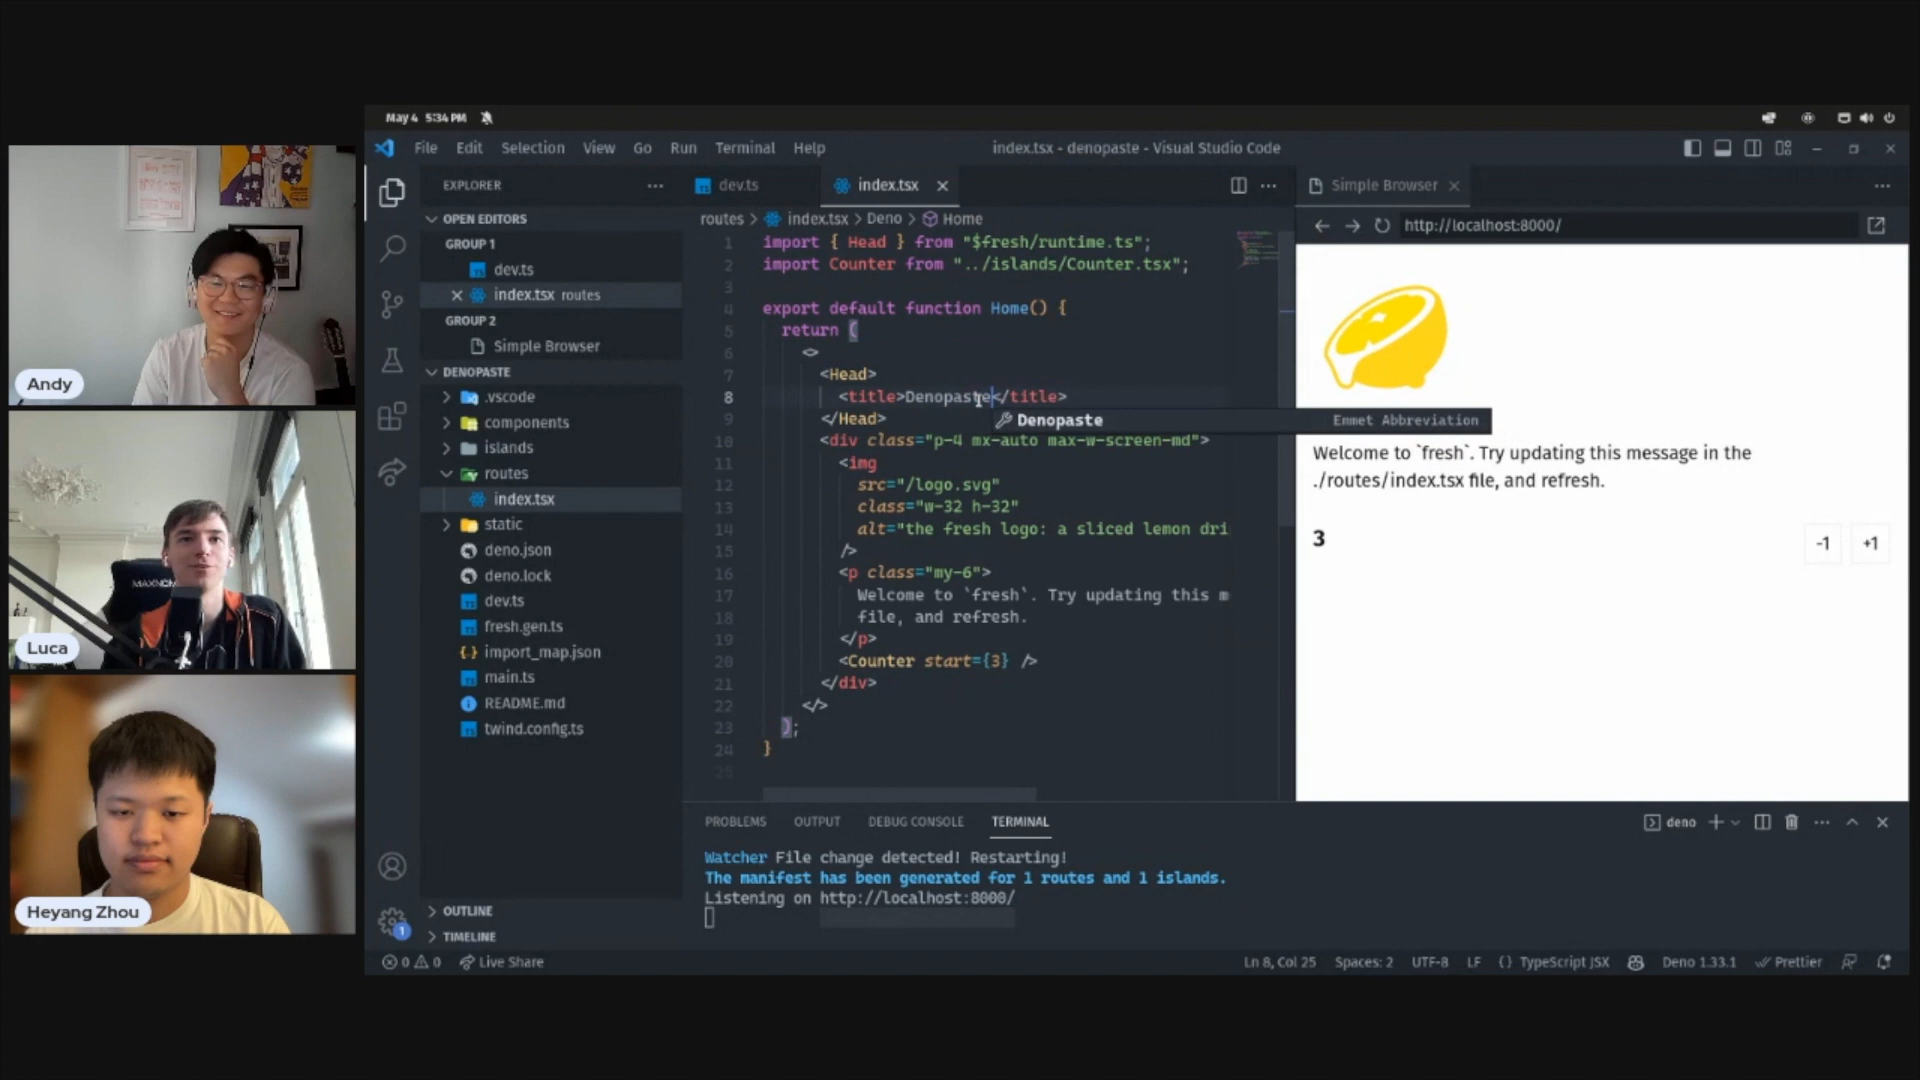 Andy
Luca
Heyang Zhou
May 4 5:34 PM
File Edit Selection View Go Run Terminal Help
index.tsx - denopaste - Visual Studio Code
EXPLORER
OPEN EDITORS
GROUP 1
dev.ts
index.tsx routes
GROUP 2
Simple Browser
DENOPASTE
.vscode
components
islands
routes
index.tsx
static
deno.json
deno.lock
dev.ts
fresh.gen.ts
import_map.json
main.ts
README.md
twind.config.ts
OUTLINE
TIMELINE
dev.ts
index.tsx
routes > index.tsx > Deno > Home
1 import { Head } from "$fresh/runtime.ts";
2 import Counter from "../islands/Counter.tsx";
3
4 export default function Home() {
5 return (
6 <>
7 <Head>
8 <title>Denopaste</title>
9 </Head>
Denopaste Emmet Abbreviation
10 <div class="p-4 mx-auto max-w-screen-md">
11 <img
12 src="/logo.svg"
13 class="w-32 h-32"
14 alt="the fresh logo: a sliced lemon dri
15 />
16 <p class="my-6">
17 Welcome to `fresh`. Try updating this m
18 file, and refresh.
19 </p>
20 <Counter start={3} />
21 </div>
22 </>
23 );
24 }
25
Simple Browser
http://localhost:8000/
Welcome to `fresh`. Try updating this message in the
./routes/index.tsx file, and refresh.
3
-1 +1
PROBLEMS OUTPUT DEBUG CONSOLE TERMINAL
deno
Watcher File change detected! Restarting!
The manifest has been generated for 1 routes and 1 islands.
Listening on http://localhost:8000/
1
0 0 Live Share
Ln 8, Col 25 Spaces: 2 UTF-8 LF {} TypeScript JSX Deno 1.33.1 Prettier